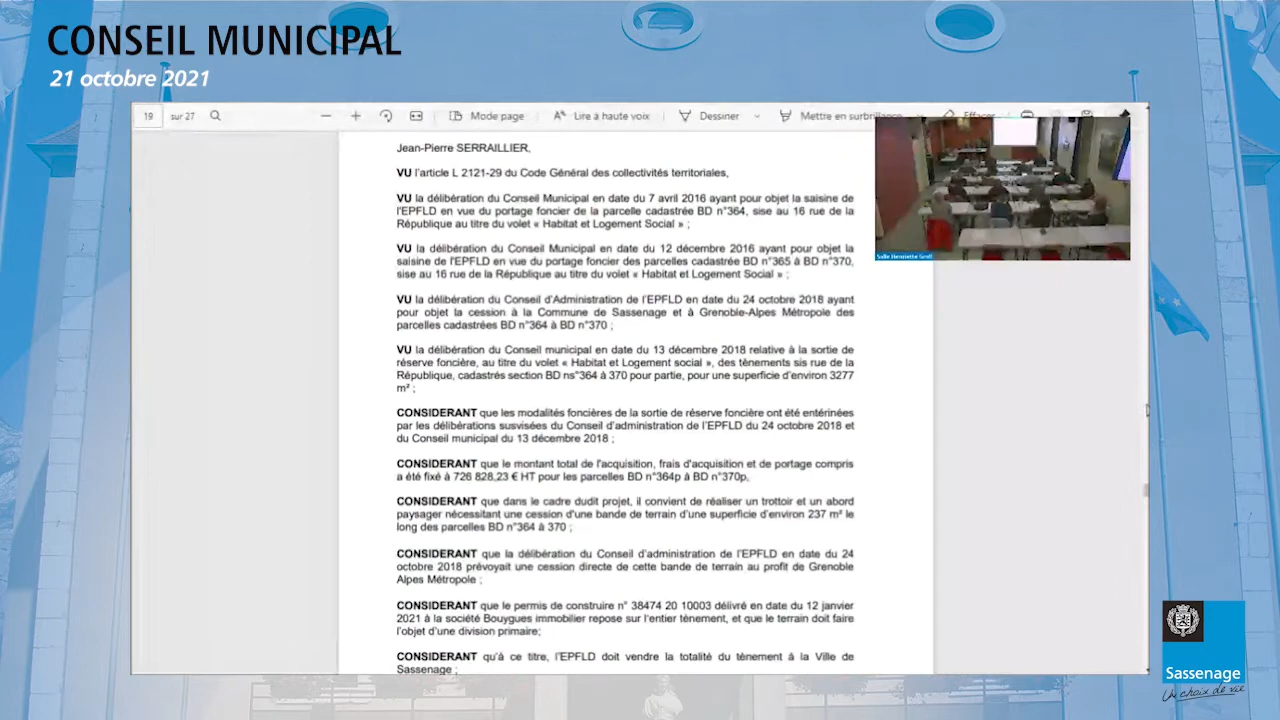 CONSEIL MUNICIPAL
21 octobre 2021
19 sur 27 Mode page Lire à haute voix Dessiner Mettre en surbrillance Effacer
Jean-Pierre SERRAILLIER,
VU l'article L 2121-29 du Code Général des collectivités territoriales,
VU la délibération du Conseil Municipal en date du 7 avril 2016 ayant pour objet la saisine de
l'EPFLD en vue du portage foncier de la parcelle cadastrée BD n°364, sise au 16 rue de la
République au titre du volet « Habitat et Logement Social » ;
VU la délibération du Conseil Municipal en date du 12 décembre 2016 ayant pour objet la
saisine de l'EPFLD en vue du portage foncier des parcelles cadastrées BD n°365 à BD n°370,
sise au 16 rue de la République au titre du volet « Habitat et Logement Social » ;
VU la délibération du Conseil d'Administration de l'EPFLD en date du 24 octobre 2018 ayant
pour objet la cession à la Commune de Sassenage et à Grenoble-Alpes Métropole des
parcelles cadastrées BD n°364 à BD n°370 ;
VU la délibération du Conseil municipal en date du 13 décembre 2018 relative à la sortie de
réserve foncière, au titre du volet « Habitat et Logement social », des tènements sis rue de la
République, cadastrés section BD ns°364 à 370 pour partie, pour une superficie d'environ 3277
m² ;
CONSIDERANT que les modalités foncières de la sortie de réserve foncière ont été entérinées
par les délibérations susvisées du Conseil d'administration de l'EPFLD du 24 octobre 2018 et
du Conseil municipal du 13 décembre 2018 ;
CONSIDERANT que le montant total de l'acquisition, frais d'acquisition et de portage compris
a été fixé à 726 828,23 € HT pour les parcelles BD n°364p à BD n°370p,
CONSIDERANT que dans le cadre dudit projet, il convient de réaliser un trottoir et un abord
paysager nécessitant une cession d'une bande de terrain d'une superficie d'environ 237 m² le
long des parcelles BD n°364 à 370 ;
CONSIDERANT que la délibération du Conseil d'administration de l'EPFLD en date du 24
octobre 2018 prévoyait une cession directe de cette bande de terrain au profit de Grenoble
Alpes Métropole ;
CONSIDERANT que le permis de construire n° 38474 20 10003 délivré en date du 12 janvier
2021 à la société Bouygues immobilier repose sur l'entier tènement, et que le terrain doit faire
l'objet d'une division primaire;
CONSIDERANT qu'à ce titre, l'EPFLD doit vendre la totalité du tènement à la Ville de
Sassenage ;
Salle Henriette Groll
Sassenage
Un choix de vie